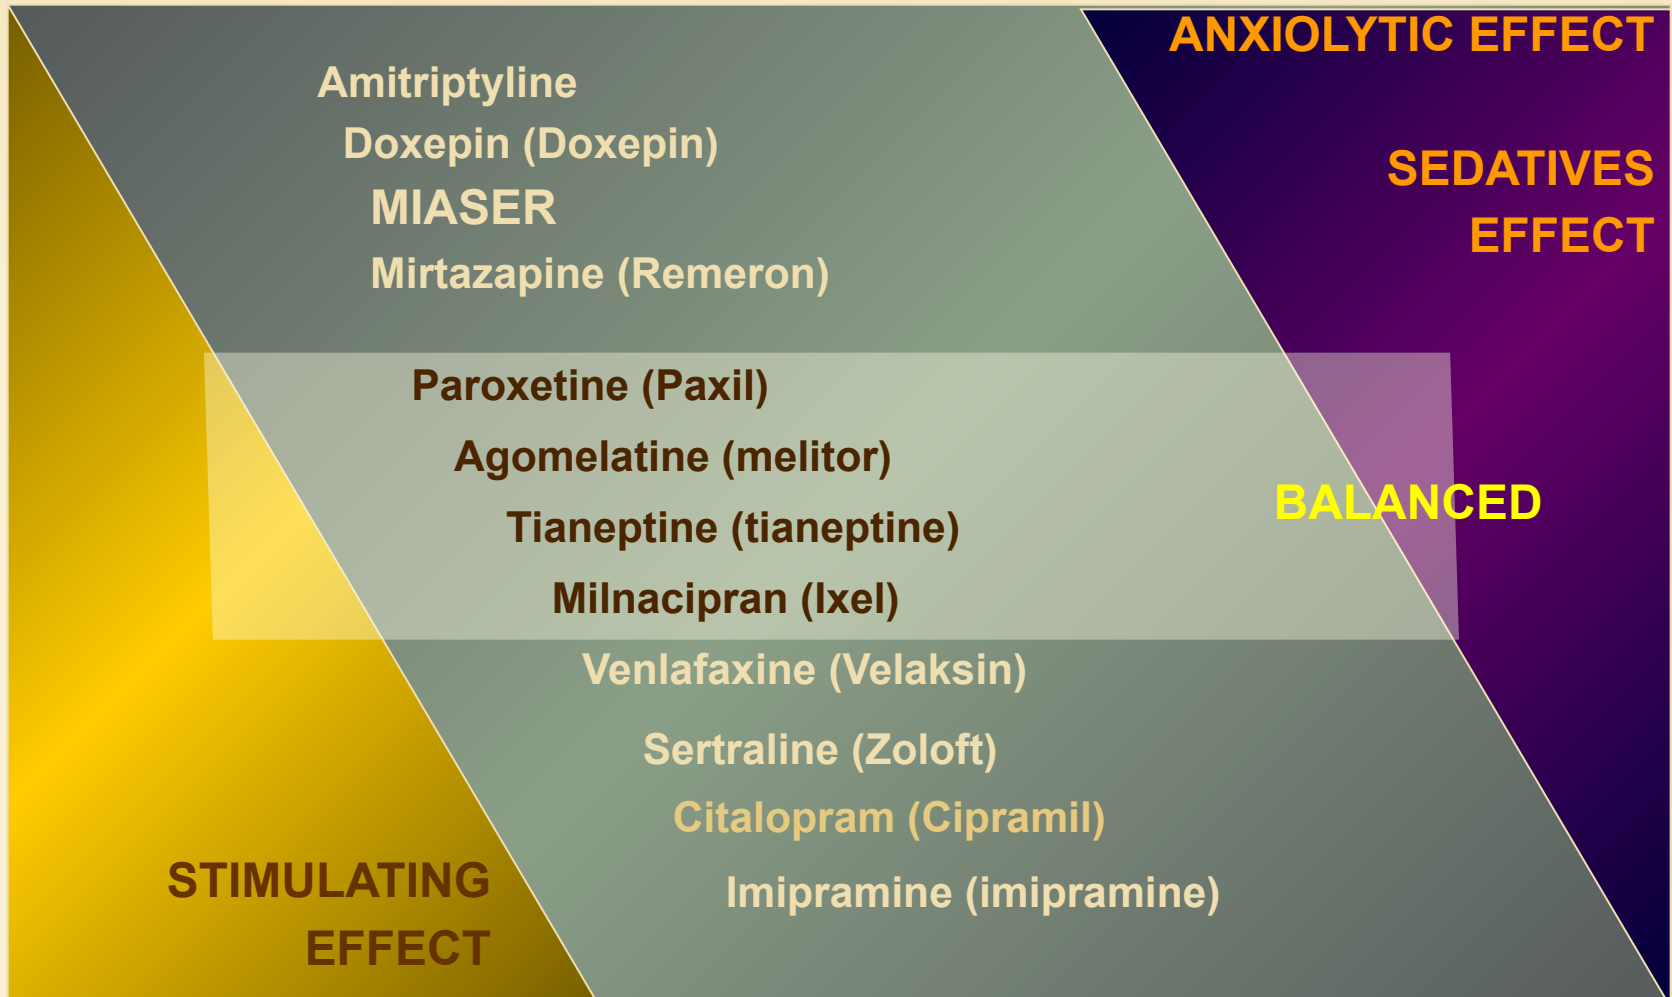 ANXIOLYTIC EFFECT
Amitriptyline
Doxepin (Doxepin)
SEDATIVES
MIASER
EFFECT
Mirtazapine (Remeron)
Paroxetine (Paxil)
Agomelatine (melitor)
BALANCED
Tianeptine (tianeptine)
Milnacipran (Ixel)
Venlafaxine (Velaksin)
Sertraline (Zoloft)
Citalopram (Cipramil)
STIMULATING
Imipramine (imipramine)
EFFECT